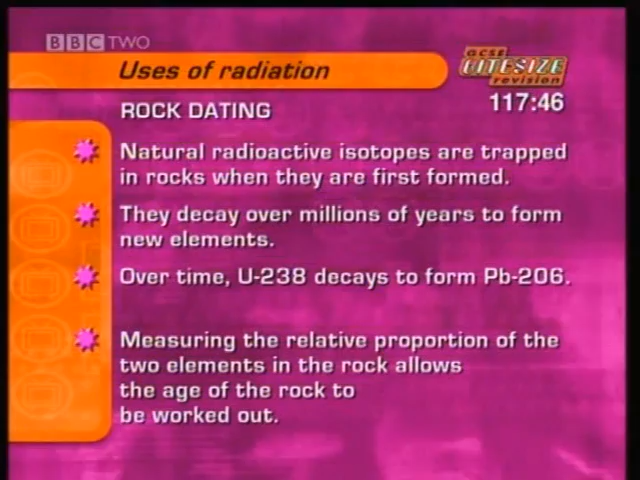 BBC TWO
Uses of radiation
GCSE
BITESIZE
revision
117:46
ROCK DATING
Natural radioactive isotopes are trapped
in rocks when they are first formed.
They decay over millions of years to form
new elements.
Over time, U-238 decays to form Pb-206.
Measuring the relative proportion of the
two elements in the rock allows
the age of the rock to
be worked out.